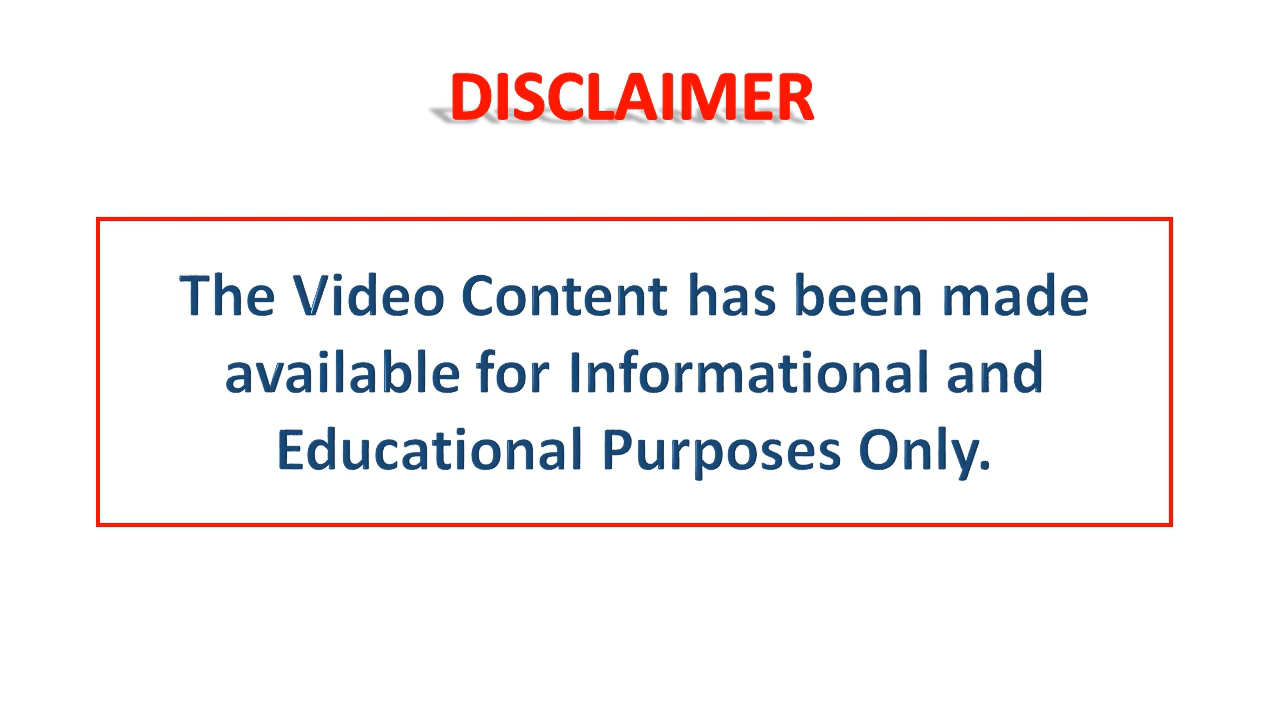 DISCLAIMER
The Video Content has been made
available for Informational and
Educational Purposes Only.